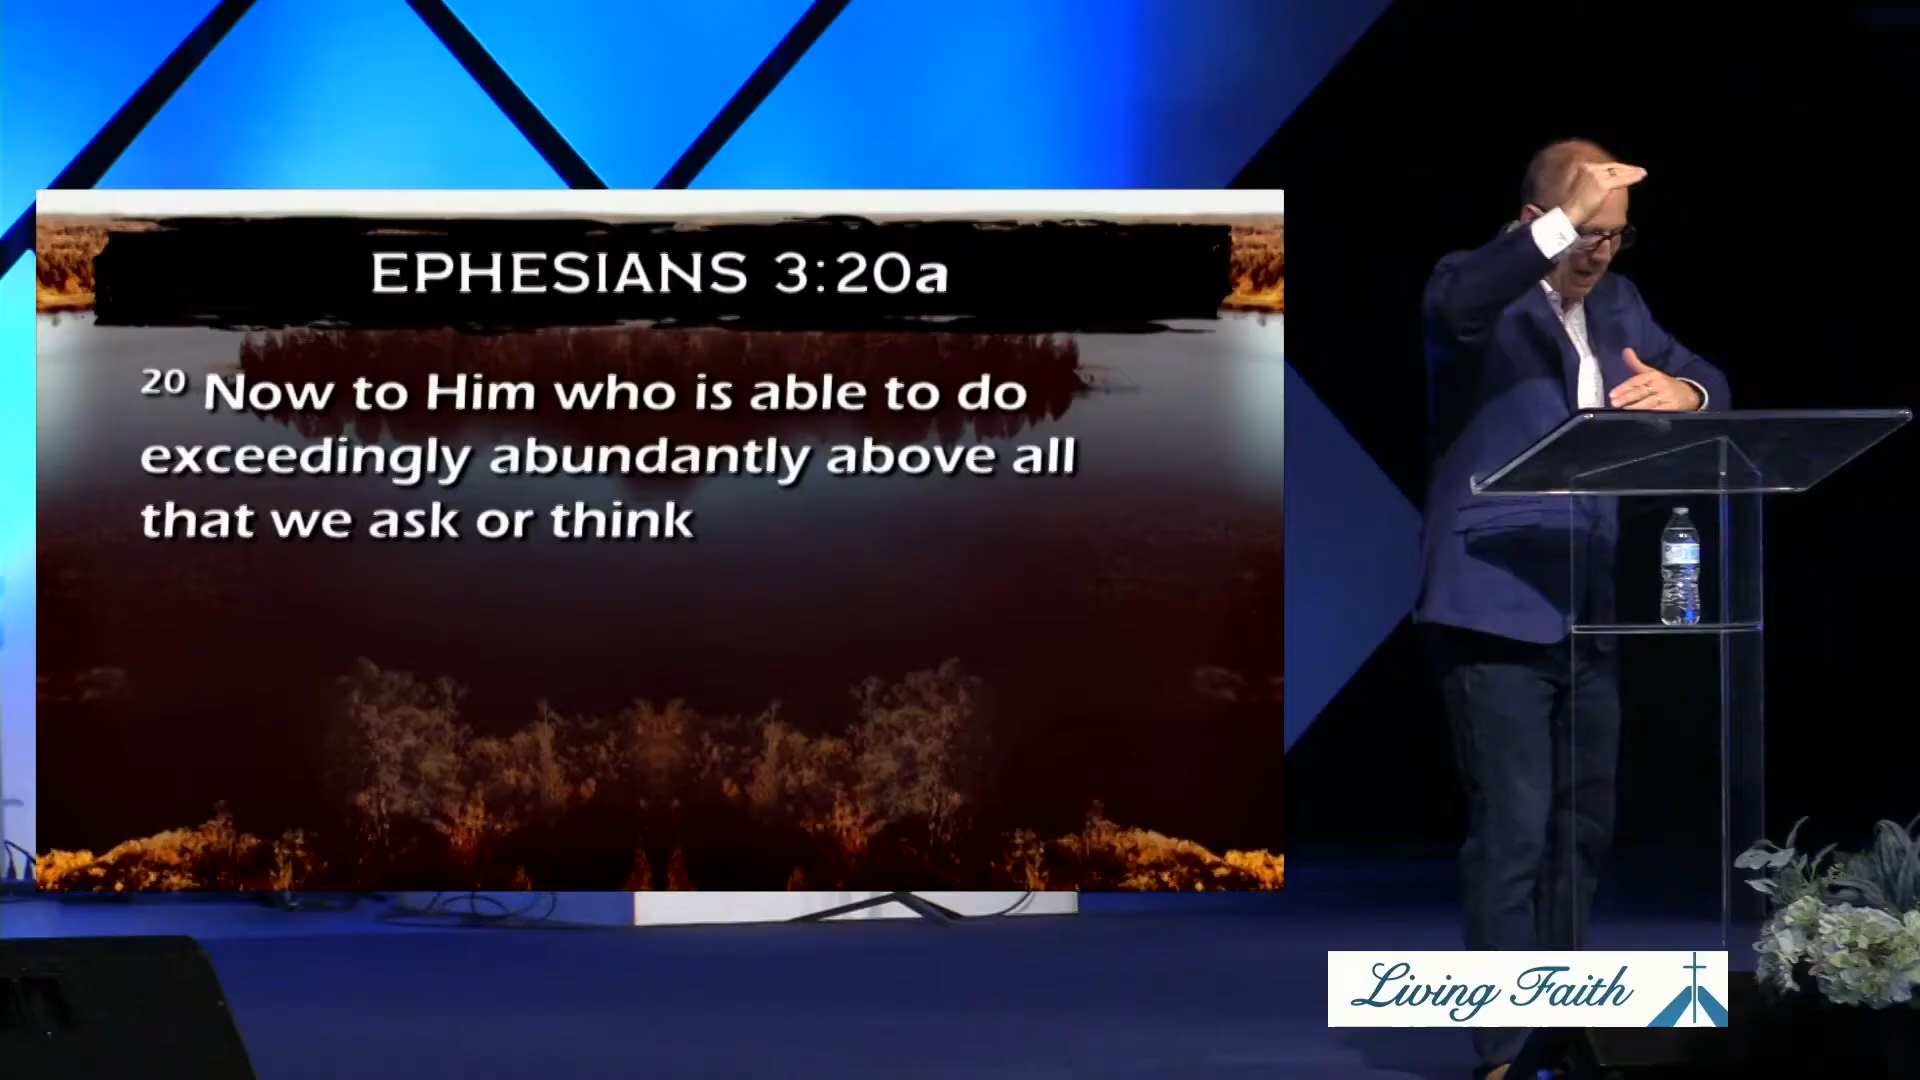 EPHESIANS 3:20a
20 Now to Him who is able to do
exceedingly abundantly above all
that we ask or think
Living Faith